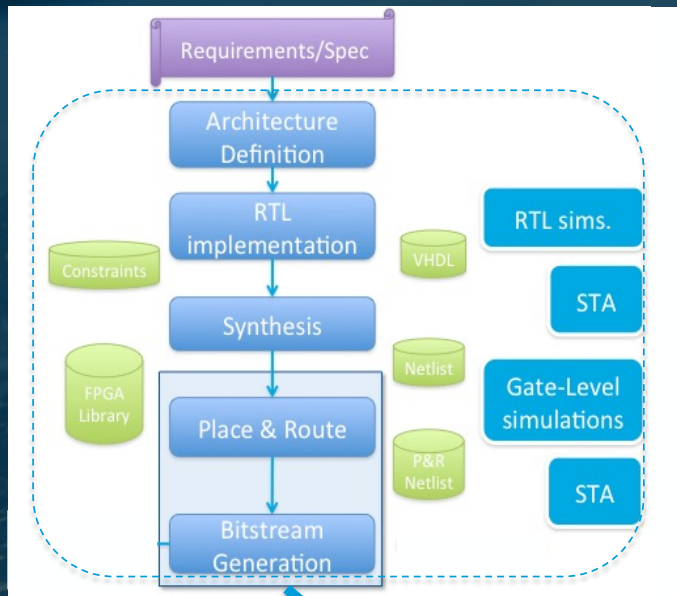 Requirements/Spec
Architecture
Definition
RTL
implementation
RTL sims.
VHDL
Constraints
STA
Synthesis
Netlist
FPGA
Library
Gate-Level
simulations
Place & Route
P&R
Netlist
STA
Bitstream
Generation